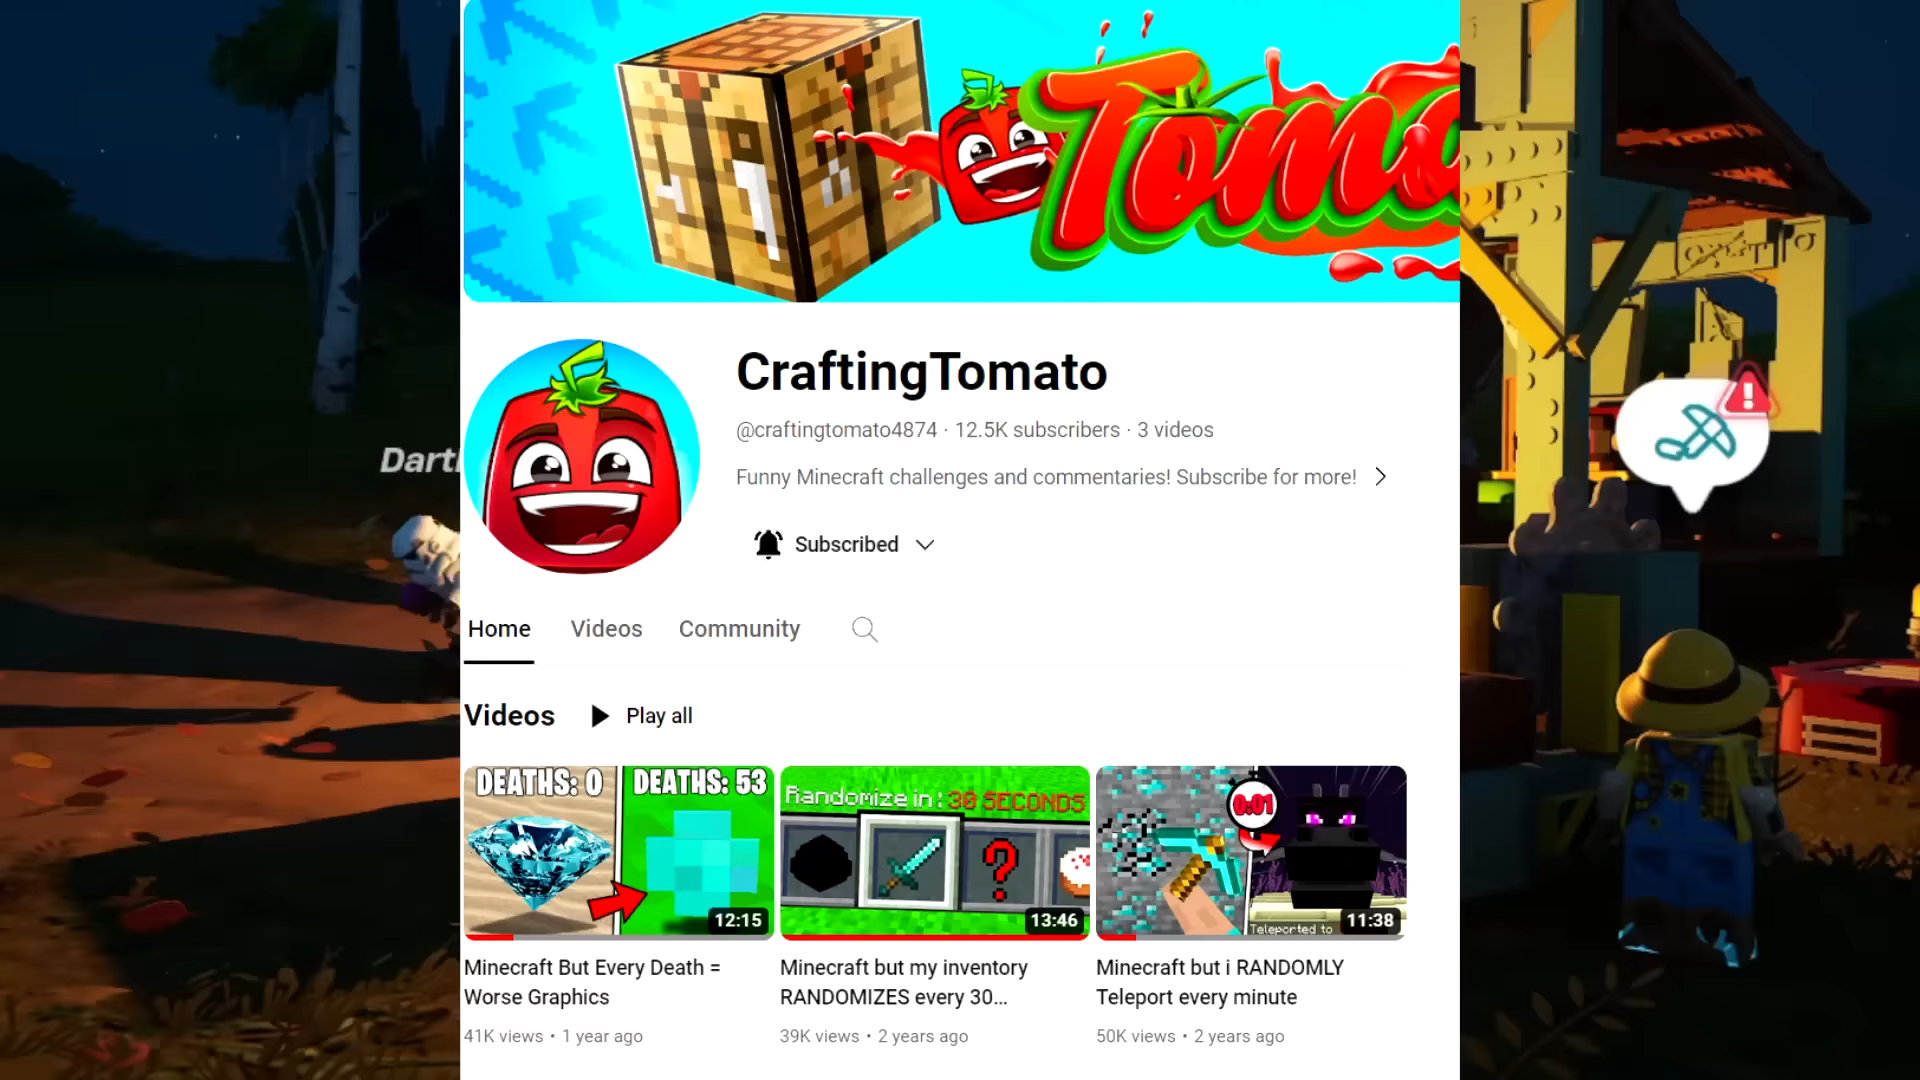 Toma
CraftingTomato
@craftingtomato4874 · 12.5K subscribers · 3 videos
Funny Minecraft challenges and commentaries! Subscribe for more!
Subscribed
Home Videos Community
Videos Play all
DEATHS: 0 DEATHS: 53
12:15
Randomize in: 30 SECONDS
13:46
0:01
Teleported to
11:38
Minecraft But Every Death =
Worse Graphics
41K views • 1 year ago
Minecraft but my inventory
RANDOMIZES every 30...
39K views • 2 years ago
Minecraft but i RANDOMLY
Teleport every minute
50K views • 2 years ago
Dart